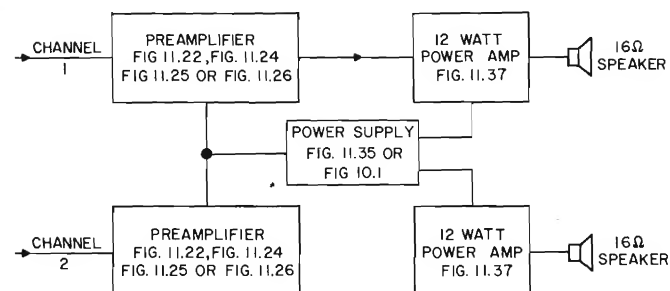 CHANNEL
1
PREAMPLIFIER
FIG 11.22, FIG. 11.24
FIG 11.25 OR FIG. 11.26
12 WATT
POWER AMP
FIG. 11.37
16Ω
SPEAKER
POWER SUPPLY
FIG. 11.35 OR
FIG 10.1
CHANNEL
2
PREAMPLIFIER
FIG. 11.22, FIG. 11.24
FIG. 11.25 OR FIG. 11.26
12 WATT
POWER AMP
FIG. 11.37
16Ω
SPEAKER